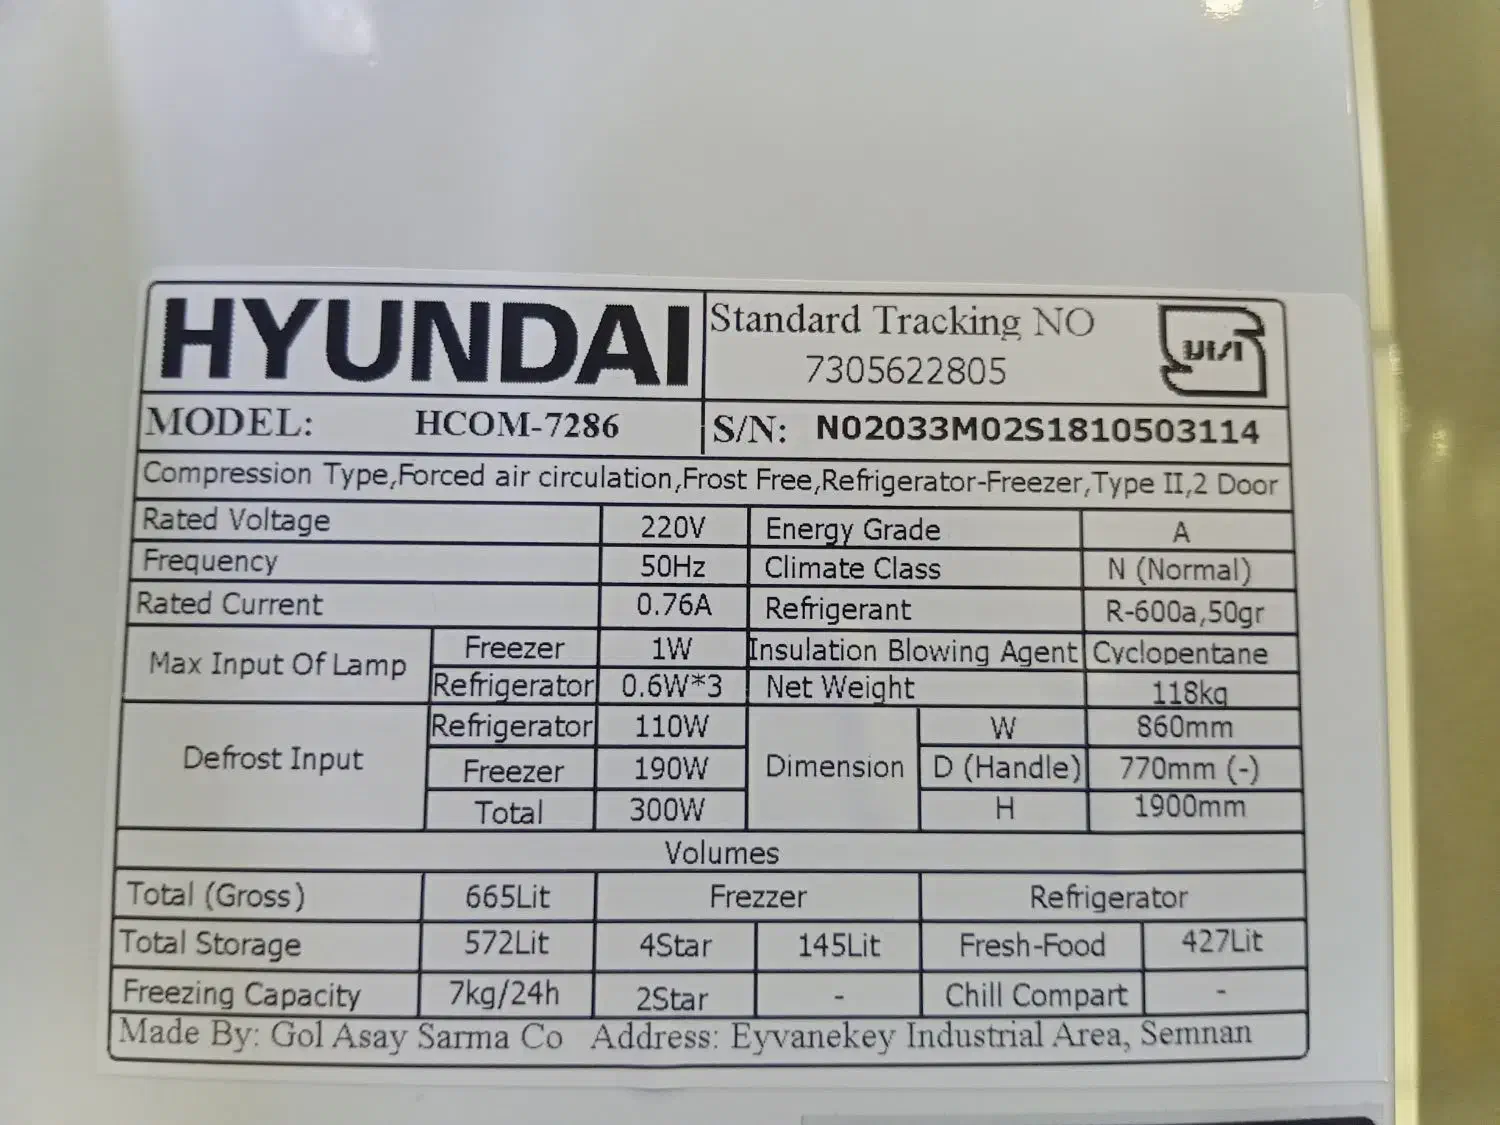 HYUNDAI
Standard Tracking NO
7305622805
MODEL: HCOM-7286
S/N: N02033M02S1810503114
Compression Type,Forced air circulation,Frost Free,Refrigerator-Freezer,Type II,2 Door
Rated Voltage 220V Energy Grade A
Frequency 50Hz Climate Class N (Normal)
Rated Current 0.76A Refrigerant R-600a,50gr
Max Input Of Lamp Freezer 1W Insulation Blowing Agent Cyclopentane
Refrigerator 0.6W*3 Net Weight 118kg
Defrost Input Refrigerator 110W Dimension W 860mm
Freezer 190W D (Handle) 770mm (-)
Total 300W H 1900mm
Volumes
Total (Gross) 665Lit Frezzer Refrigerator
Total Storage 572Lit 4Star 145Lit Fresh-Food 427Lit
Freezing Capacity 7kg/24h 2Star - Chill Compart -
Made By: Gol Asay Sarma Co Address: Eyvanekey Industrial Area, Semnan